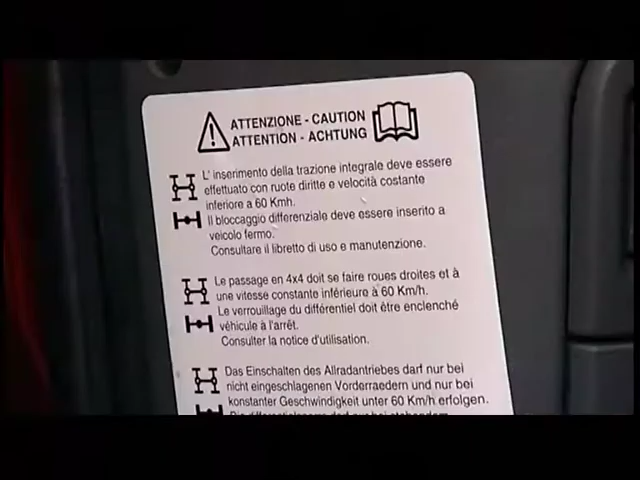 ATTENZIONE - CAUTION
ATTENTION - ACHTUNG
L' inserimento della trazione integrale deve essere
effettuato con ruote diritte e velocità costante
inferiore a 60 Kmh.
Il bloccaggio differenziale deve essere inserito a
veicolo fermo.
Consultare il libretto di uso e manutenzione.
Le passage en 4x4 doit se faire roues droites et à
une vitesse constante inférieure à 60 Km/h.
Le verrouillage du différentiel doit être enclenché
véhicule à l'arrêt.
Consulter la notice d'utilisation.
Das Einschalten des Allradantriebes darf nur bei
nicht eingeschlagenen Vorderraedern und nur bei
konstanter Geschwindigkeit unter 60 Km/h erfolgen.